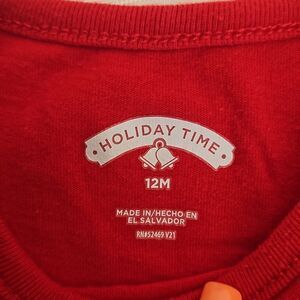 · HOLIDAY TIME ·
12M
MADE IN/HECHO EN
EL SALVADOR
RN#52469 V21